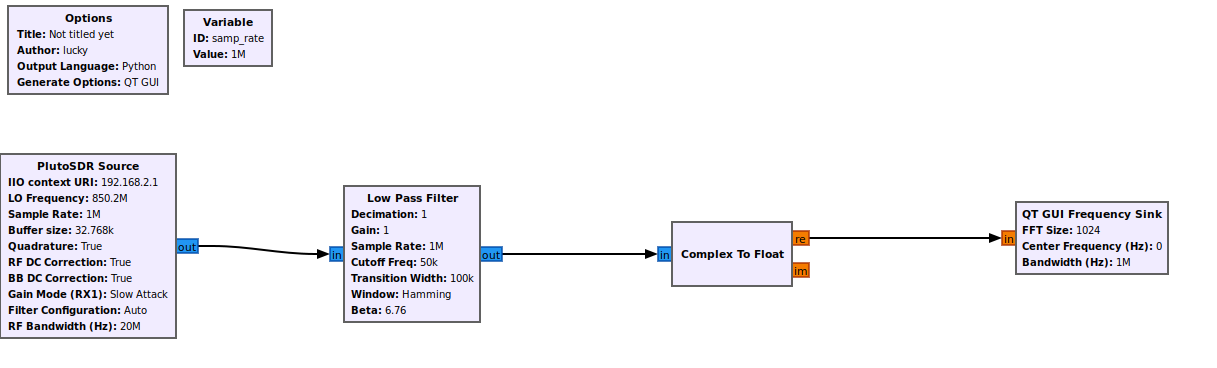 Options
Title: Not titled yet
Author: lucky
Output Language: Python
Generate Options: QT GUI
Variable
ID: samp_rate
Value: 1M
PlutoSDR Source
IIO context URI: 192.168.2.1
LO Frequency: 850.2M
Sample Rate: 1M
Buffer size: 32.768k
Quadrature: True
RF DC Correction: True
BB DC Correction: True
Gain Mode (RX1): Slow Attack
Filter Configuration: Auto
RF Bandwidth (Hz): 20M
out
in
Low Pass Filter
Decimation: 1
Gain: 1
Sample Rate: 1M
Cutoff Freq: 50k
Transition Width: 100k
Window: Hamming
Beta: 6.76
out
in
Complex To Float
re
im
in
QT GUI Frequency Sink
FFT Size: 1024
Center Frequency (Hz): 0
Bandwidth (Hz): 1M